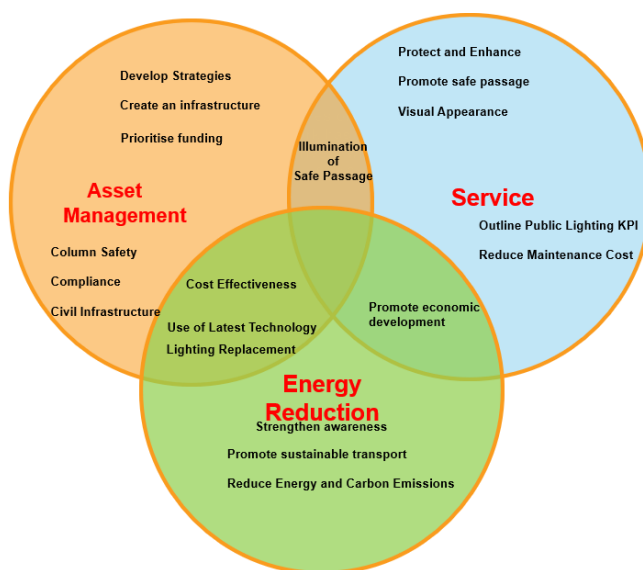 Develop Strategies
Create an infrastructure
Prioritise funding
Asset
Management
Column Safety
Compliance
Civil Infrastructure
Illumination
of
Safe Passage
Protect and Enhance
Promote safe passage
Visual Appearance
Service
Outline Public Lighting KPI
Reduce Maintenance Cost
Cost Effectiveness
Use of Latest Technology
Lighting Replacement
Promote economic
development
Energy
Reduction
Strengthen awareness
Promote sustainable transport
Reduce Energy and Carbon Emissions